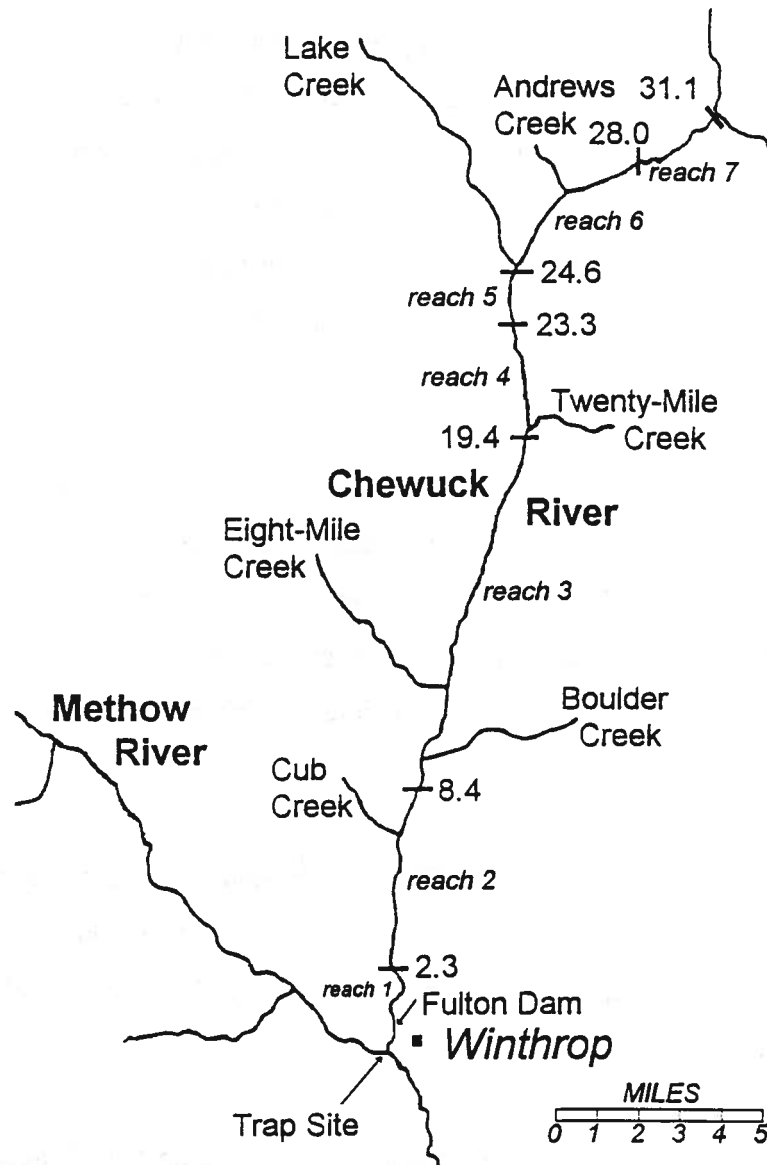 Lake
Creek
Andrews
Creek
31.1
28.0
reach 7
reach 6
24.6
reach 5
23.3
reach 4
Twenty-Mile
Creek
19.4
Chewuck
River
Eight-Mile
Creek
reach 3
Methow
River
Boulder
Creek
Cub
Creek
8.4
reach 2
2.3
reach 1
Fulton Dam
Winthrop
Trap Site
MILES
0 1 2 3 4 5